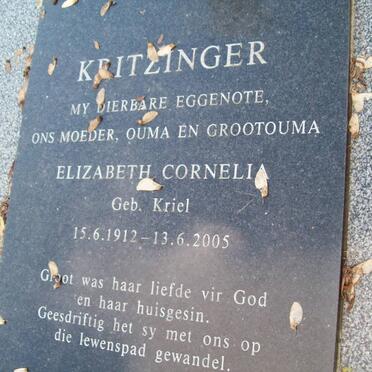 KRITZINGER
MY DIERBARE EGGENOTE,
ONS MOEDER, OUMA EN GROOTOUMA
ELIZABETH CORNELIA
Geb. Kriel
15.6.1912 – 13.6.2005
Groot was haar liefde vir God
en haar huisgesin.
Geesdriftig het sy met ons op
die lewenspad gewandel.